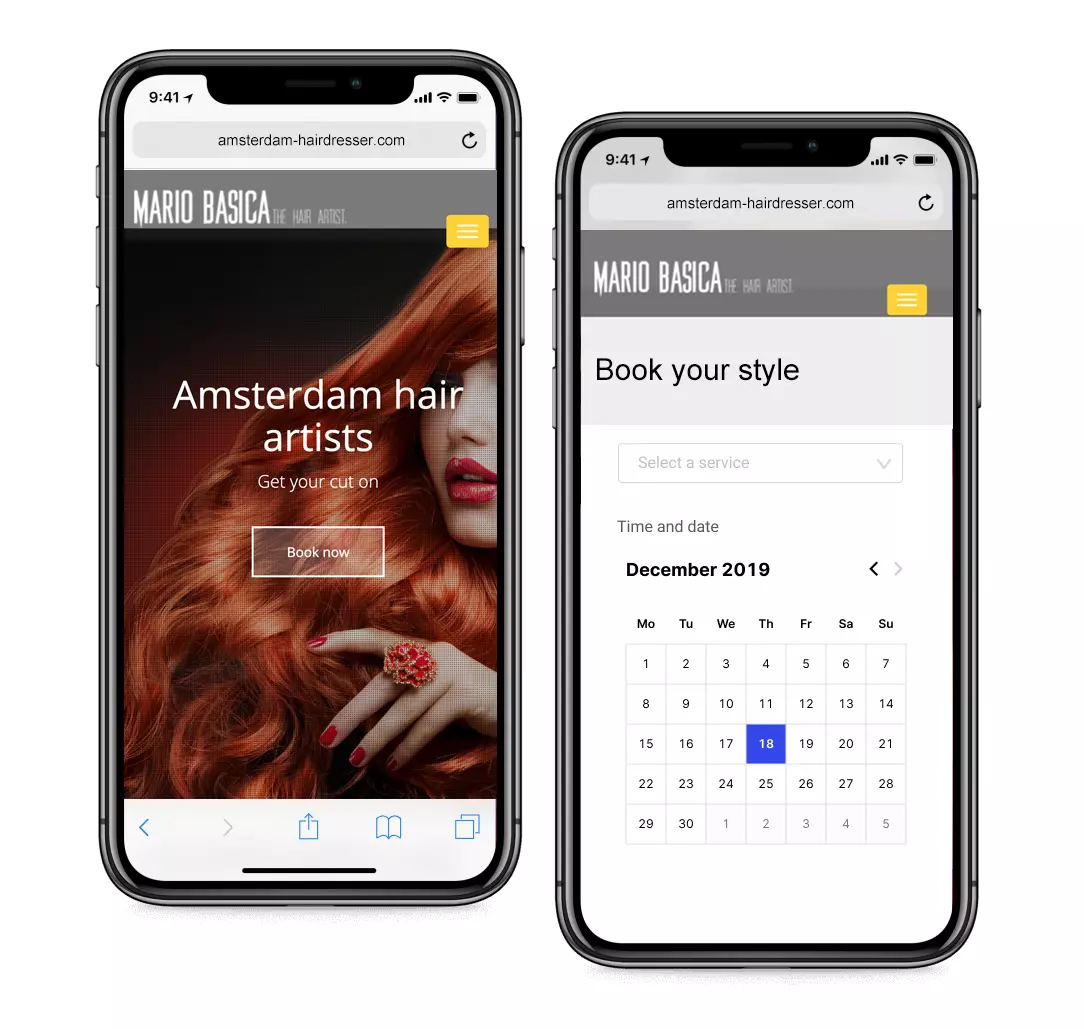 9:41
amsterdam-hairdresser.com
MARIO BASICA THE HAIR ARTIST.
Amsterdam hair
artists
Get your cut on
Book now
9:41
amsterdam-hairdresser.com
MARIO BASICA THE HAIR ARTIST.
Book your style
Select a service
Time and date
December 2019
Mo Tu We Th Fr Sa Su
1 2 3 4 5 6 7
8 9 10 11 12 13 14
15 16 17 18 19 20 21
22 23 24 25 26 27 28
29 30 1 2 3 4 5